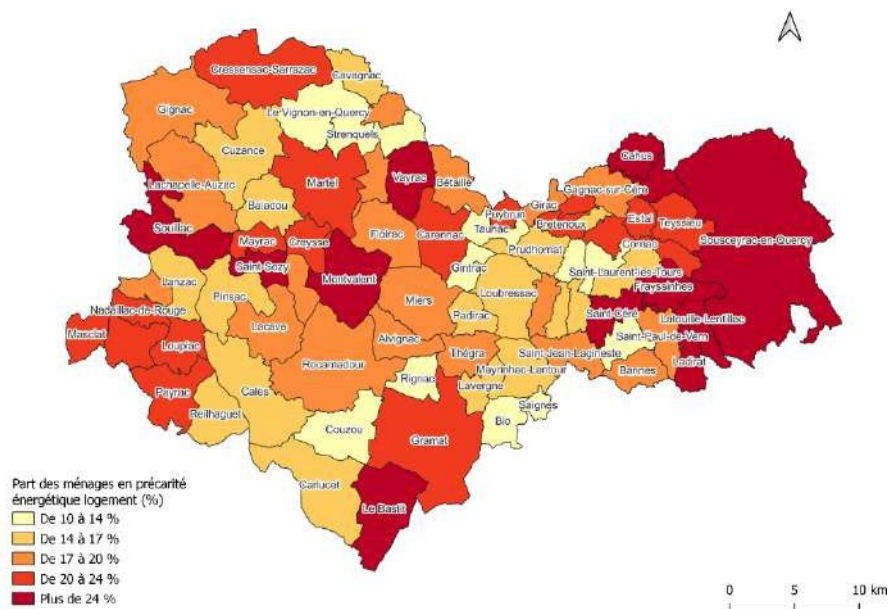 Cressensac-Sarrazac
Cavagnac
Gignac
Le Vignon-en-Quercy
Strenquels
Cuzance
Cahus
Lachapelle-Auzac
Martel
Vayrac
Bétaille
Gagnac-sur-Cère
Baladou
Girac
Puybrun
Estal
Teyssieu
Souillac
Mayrac
Creysse
Floirac
Carennac
Tauriac
Bretenoux
Sousceyrac-en-Quercy
Prudhomat
Cornac
Saint-Sozy
Gintrac
Saint-Laurent-les-Tours
Lanzac
Montvalent
Loubressac
Frayssinhes
Pinsac
Miers
Nadaillac-de-Rouge
Padirac
Saint-Céré
Latouille-Lentillac
Masclat
Lacave
Alvignac
Saint-Paul-de-Vern
Loupiac
Rocamadour
Thégra
Saint-Jean-Lagineste
Ladirat
Mayrinhac-Lentour
Bannes
Payrac
Calès
Rignac
Lavergne
Reilhaguet
Saignes
Couzou
Bio
Gramat
Carlucet
Le Bastit
Part des ménages en précarité
énergétique logement (%)
De 10 à 14 %
De 14 à 17 %
De 17 à 20 %
De 20 à 24 %
Plus de 24 %
0 5 10 km